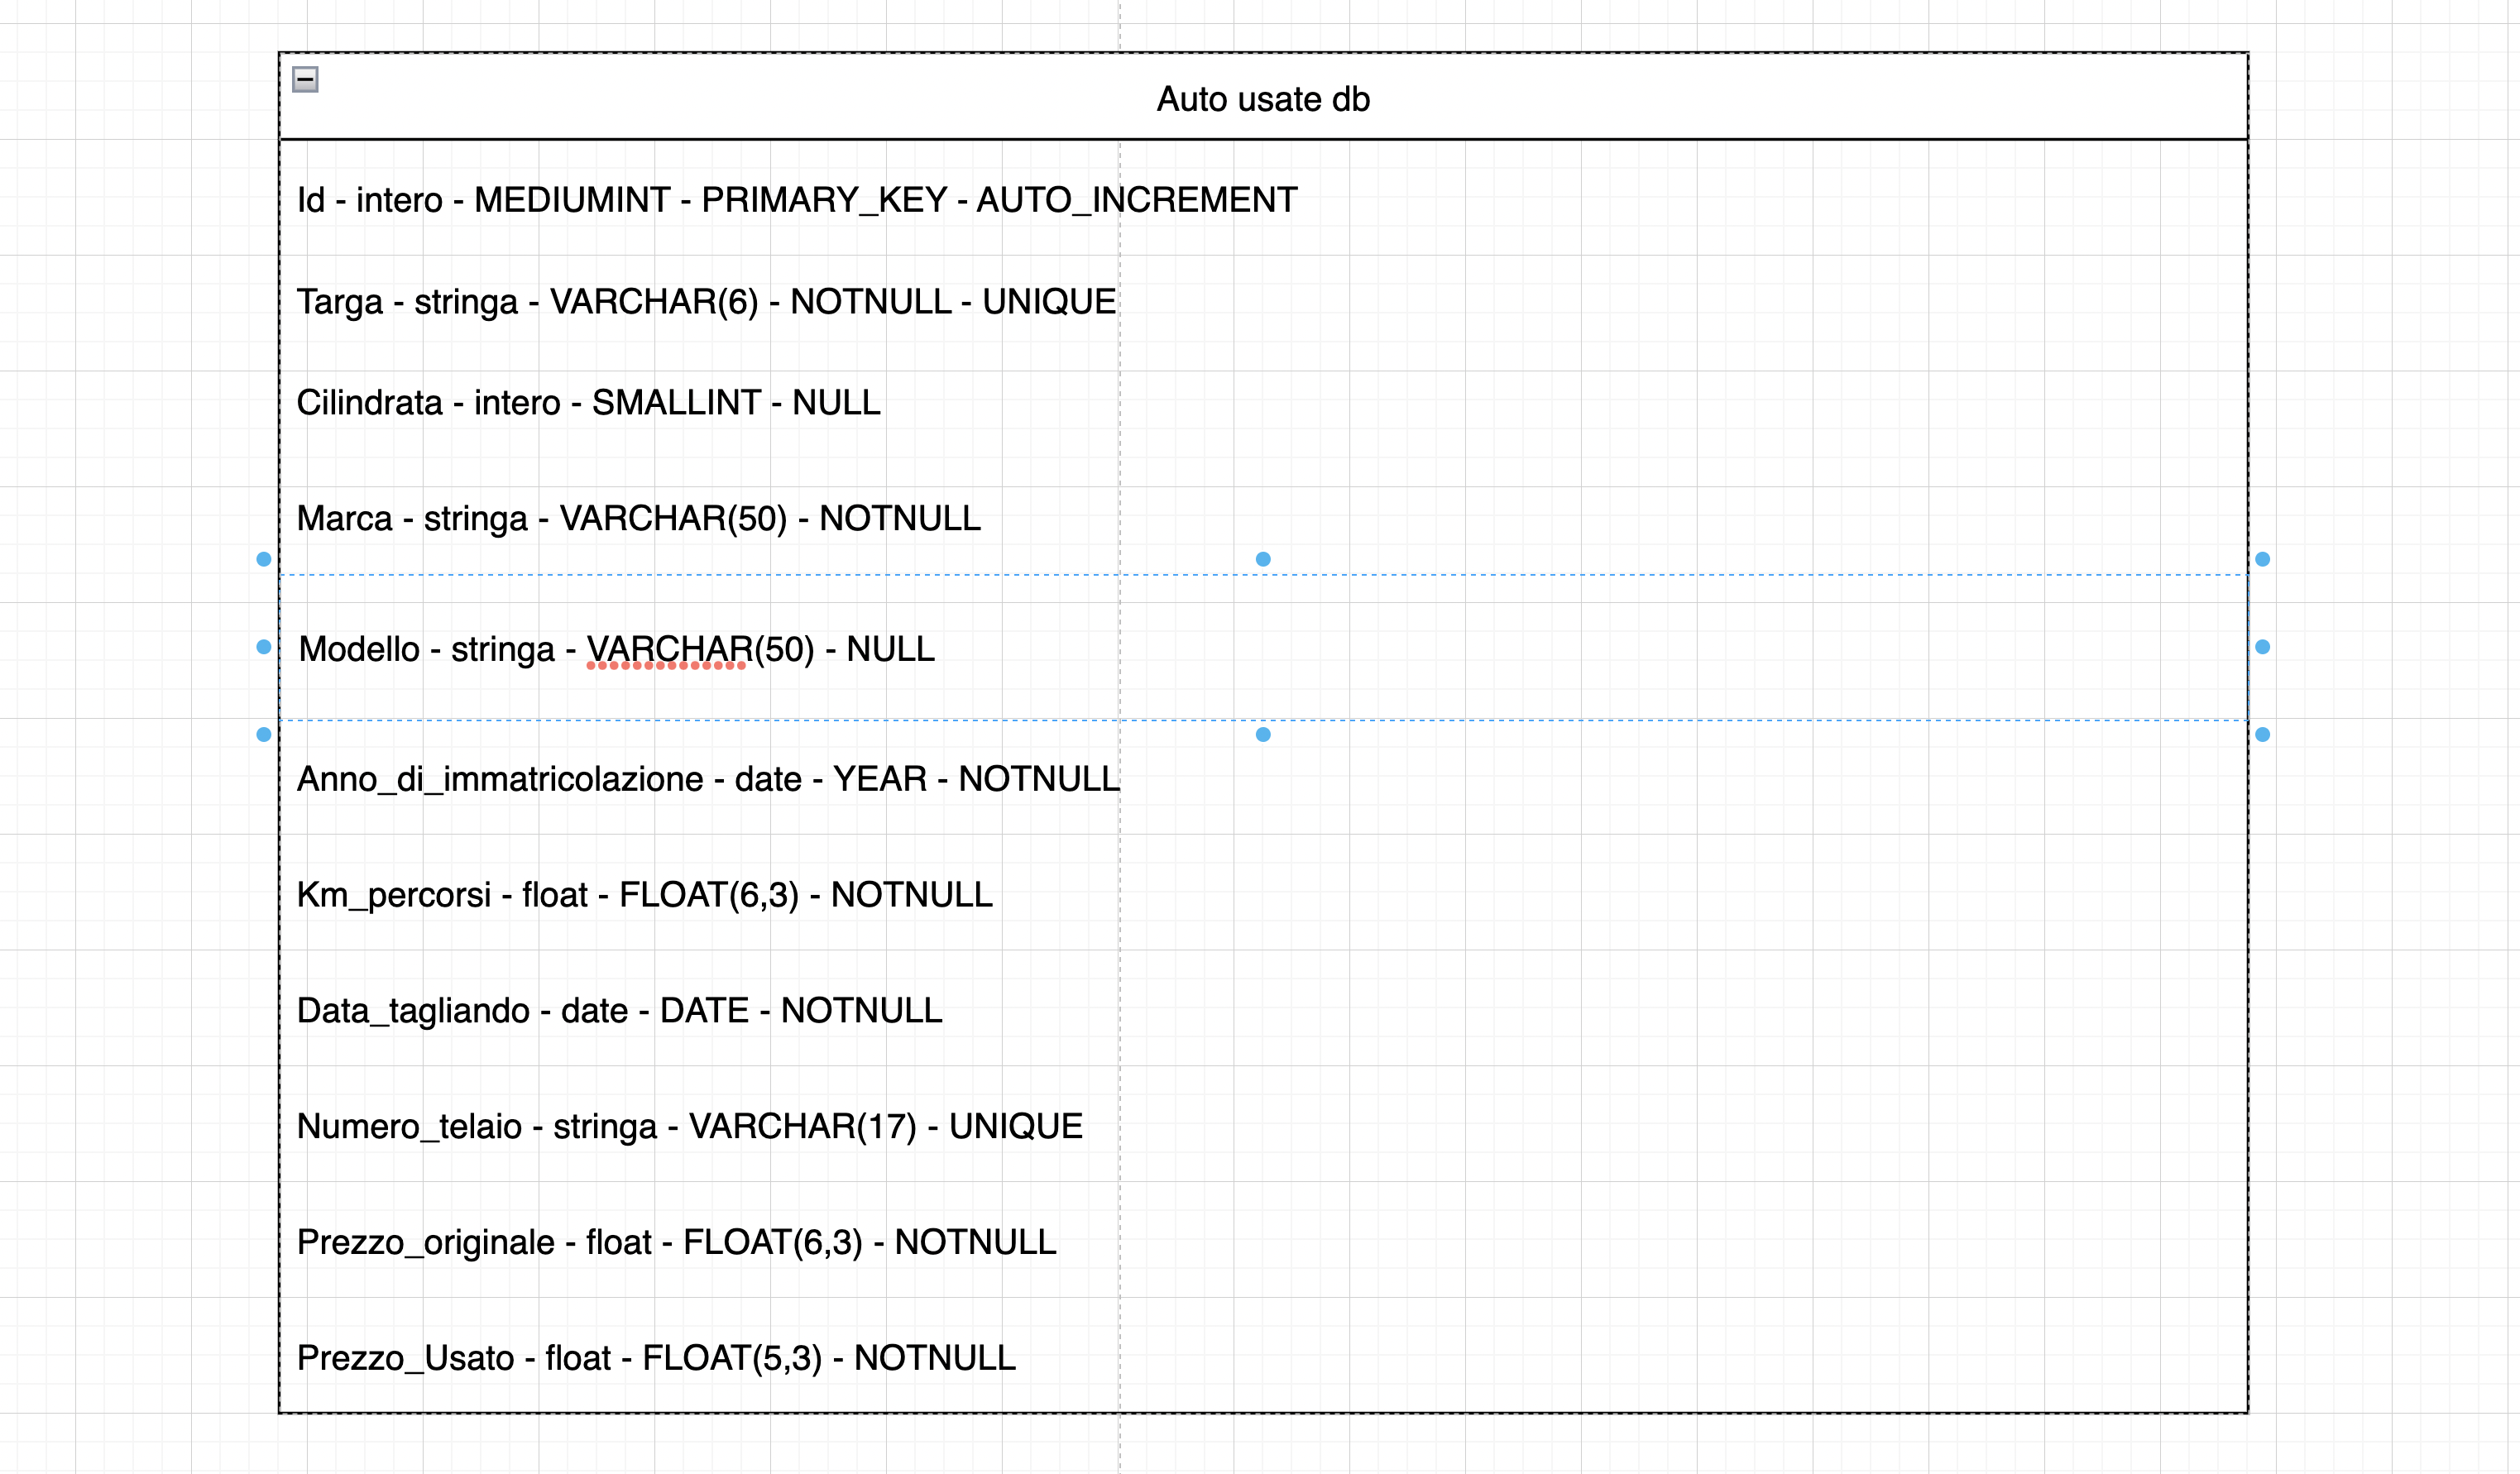 Auto usate db
Id - intero - MEDIUMINT - PRIMARY_KEY - AUTO_INCREMENT
Targa - stringa - VARCHAR(6) - NOTNULL - UNIQUE
Cilindrata - intero - SMALLINT - NULL
Marca - stringa - VARCHAR(50) - NOTNULL
Modello - stringa - VARCHAR(50) - NULL
Anno_di_immatricolazione - date - YEAR - NOTNULL
Km_percorsi - float - FLOAT(6,3) - NOTNULL
Data_tagliando - date - DATE - NOTNULL
Numero_telaio - stringa - VARCHAR(17) - UNIQUE
Prezzo_originale - float - FLOAT(6,3) - NOTNULL
Prezzo_Usato - float - FLOAT(5,3) - NOTNULL